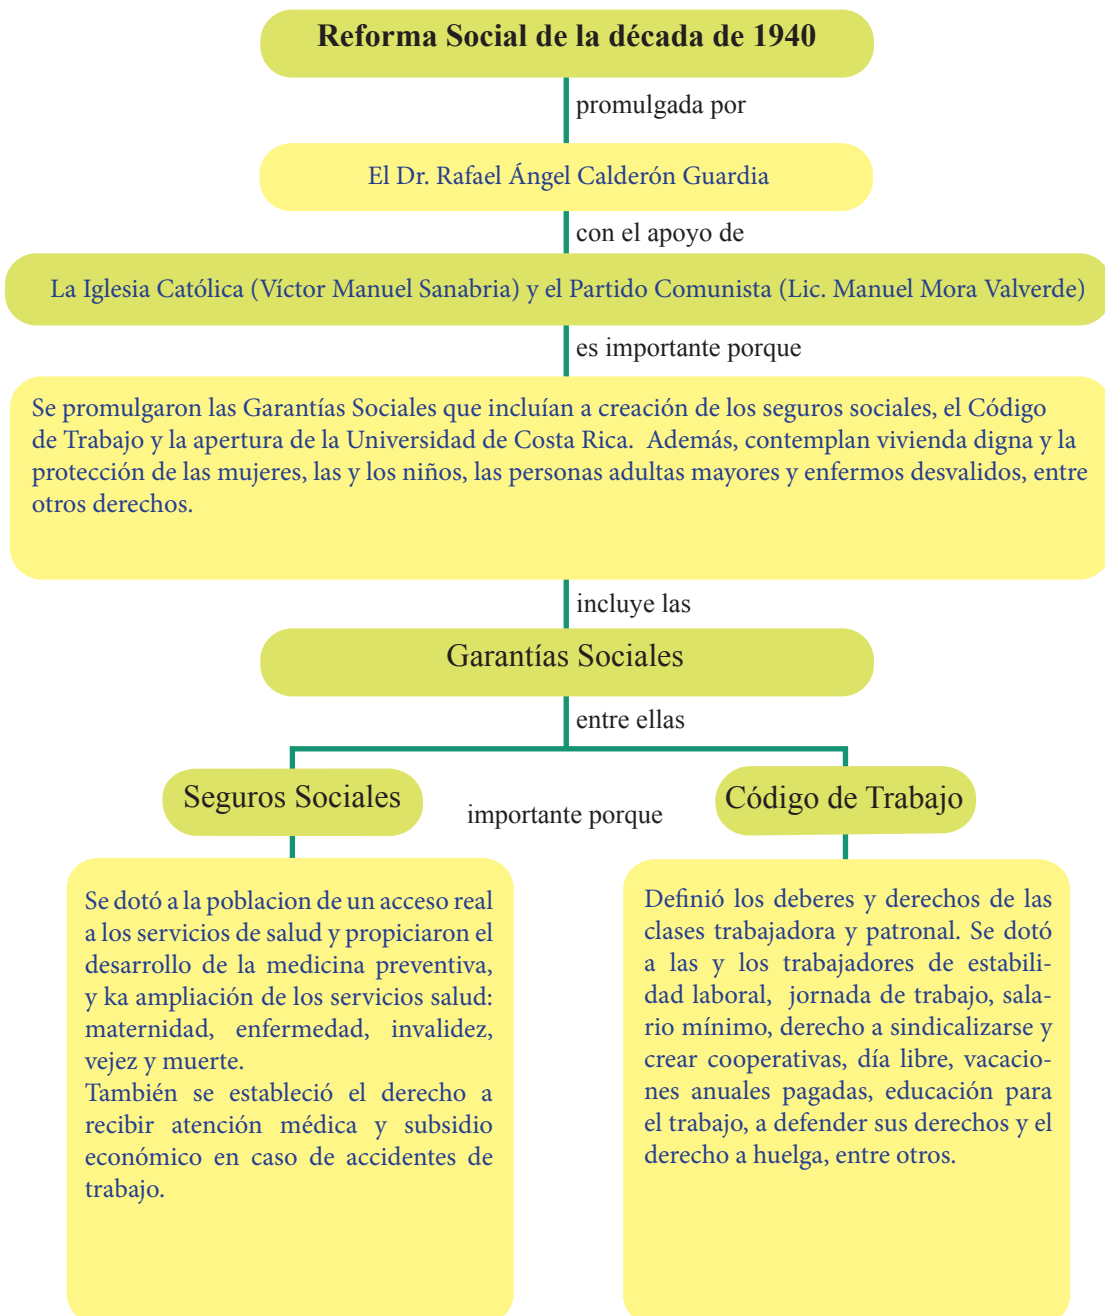 Reforma Social de la década de 1940
promulgada por
El Dr. Rafael Ángel Calderón Guardia
con el apoyo de
La Iglesia Católica (Víctor Manuel Sanabria) y el Partido Comunista (Lic. Manuel Mora Valverde)
es importante porque
Se promulgaron las Garantías Sociales que incluían a creación de los seguros sociales, el Código
de Trabajo y la apertura de la Universidad de Costa Rica. Además, contemplan vivienda digna y la
protección de las mujeres, las y los niños, las personas adultas mayores y enfermos desvalidos, entre
otros derechos.
incluye las
Garantías Sociales
entre ellas
Seguros Sociales
importante porque
Código de Trabajo
Se dotó a la poblacion de un acceso real
a los servicios de salud y propiciaron el
desarrollo de la medicina preventiva,
y ka ampliación de los servicios salud:
maternidad, enfermedad, invalidez,
vejez y muerte.
También se estableció el derecho a
recibir atención médica y subsidio
económico en caso de accidentes de
trabajo.
Definió los deberes y derechos de las
clases trabajadora y patronal. Se dotó
a las y los trabajadores de estabili-
dad laboral, jornada de trabajo, sala-
rio mínimo, derecho a sindicalizarse y
crear cooperativas, día libre, vacacio-
nes anuales pagadas, educación para
el trabajo, a defender sus derechos y el
derecho a huelga, entre otros.